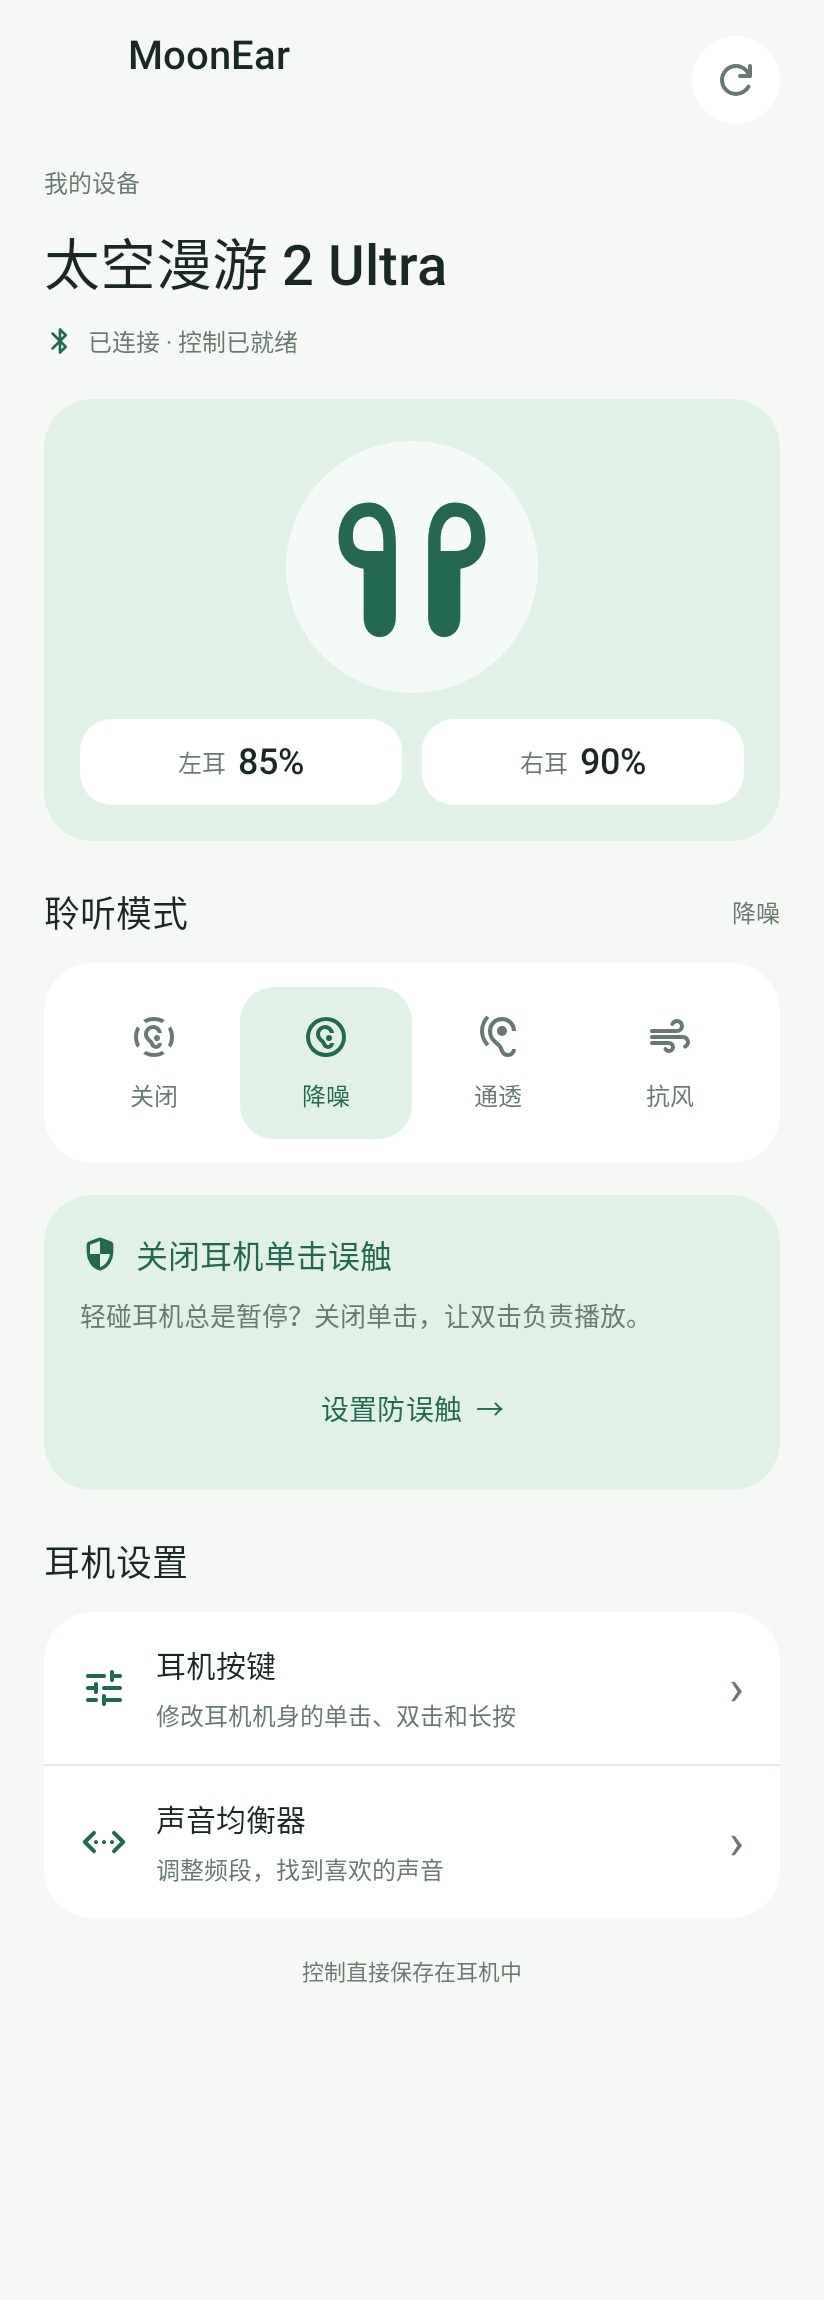 MoonEar
我的设备
太空漫游 2 Ultra
已连接 · 控制已就绪
左耳 85%
右耳 90%
聆听模式
降噪
关闭
降噪
通透
抗风
关闭耳机单击误触
轻碰耳机总是暂停？关闭单击，让双击负责播放。
设置防误触 →
耳机设置
耳机按键
修改耳机机身的单击、双击和长按
声音均衡器
调整频段，找到喜欢的声音
控制直接保存在耳机中